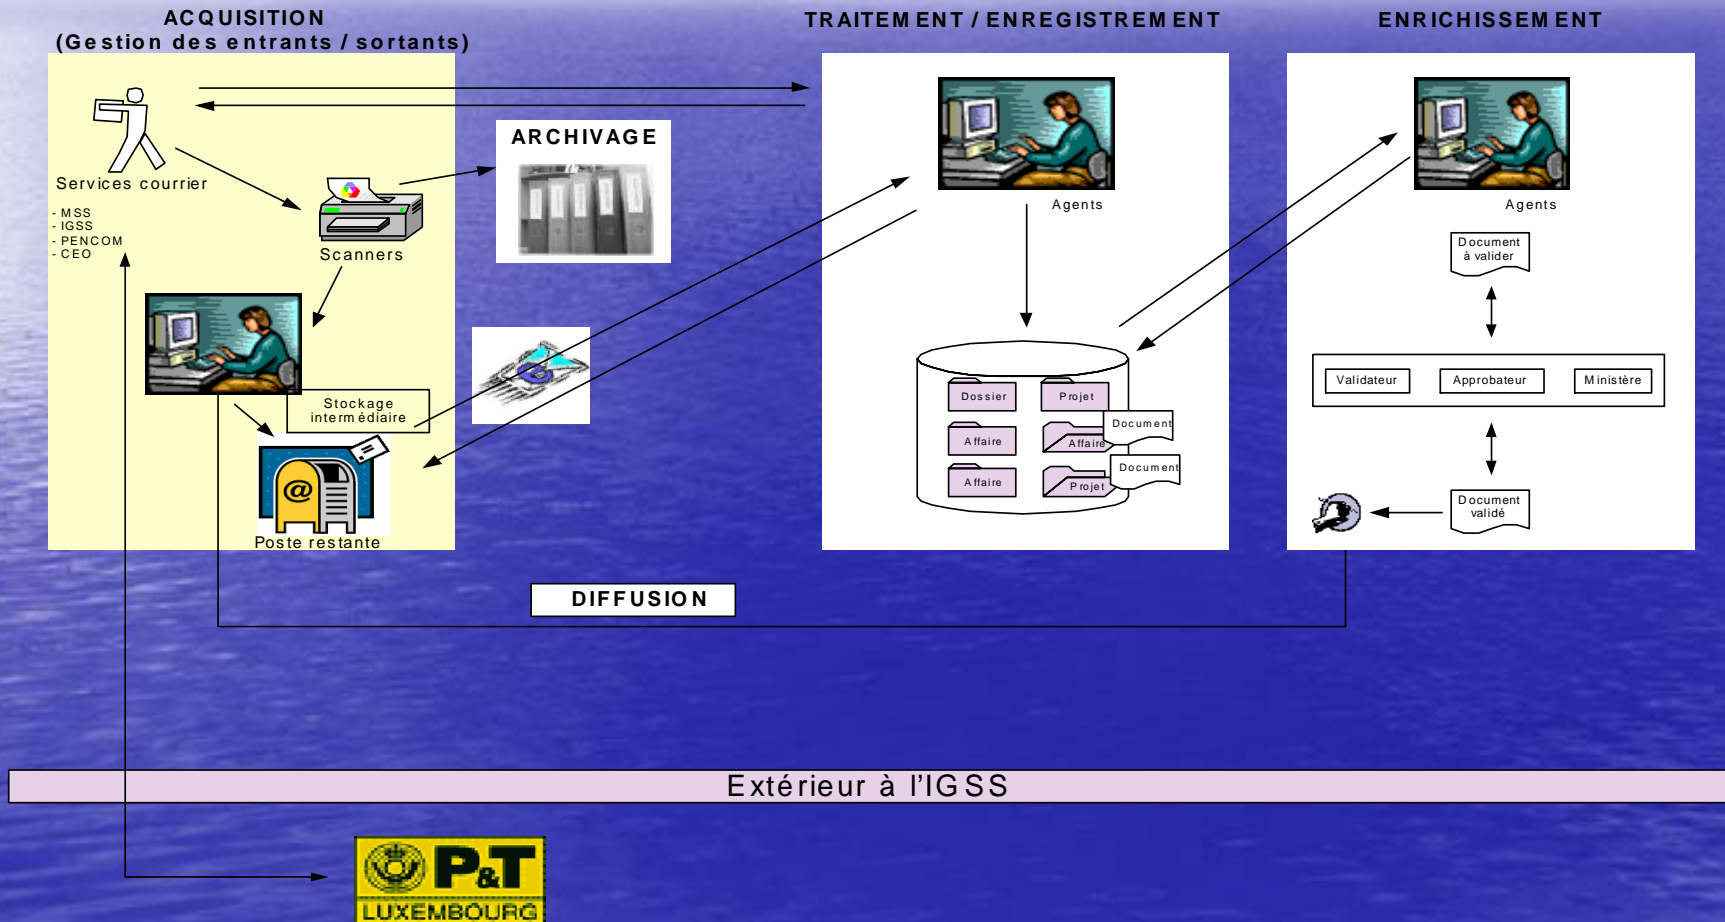 ACQUISITION
(Gestion des entrants / sortants)
TRAITEMENT / ENREGISTREMENT
ENRICHISSEMENT
Services courrier
- MSS
- IGSS
- PENCOM
- CEO
Scanners
ARCHIVAGE
Stockage
intermédiaire
@
Poste restante
Agents
Dossier
Projet
Document
Affaire
Affaire
Document
Affaire
Projet
Agents
Document
à valider
Validateur
Approbateur
Ministère
Document
validé
DIFFUSION
Extérieur à l'IGSS
P&T
LUXEMBOURG